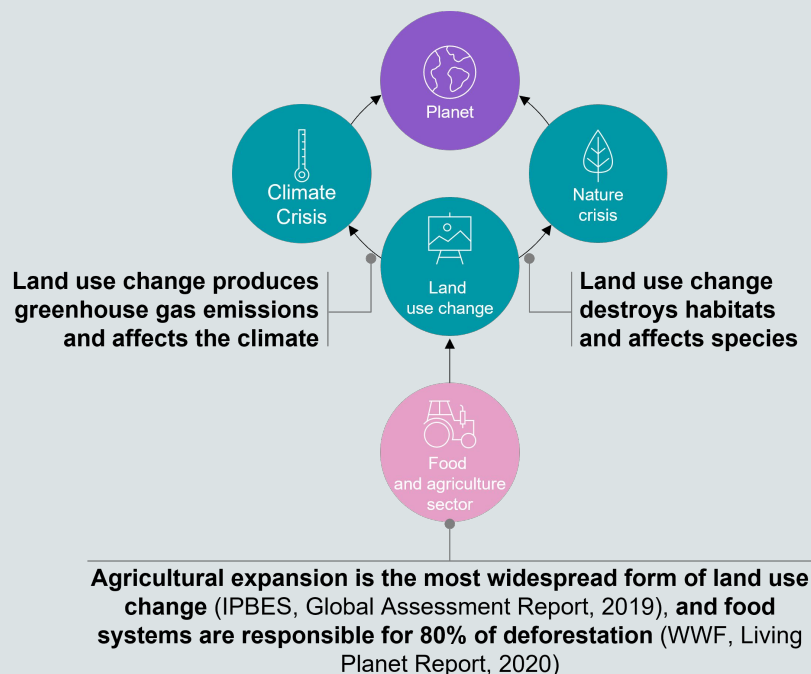 Planet
Climate
Crisis
Nature
crisis
Land
use change
Land use change produces
greenhouse gas emissions
and affects the climate
Land use change
destroys habitats
and affects species
Food
and agriculture
sector
Agricultural expansion is the most widespread form of land use
change (IPBES, Global Assessment Report, 2019), and food
systems are responsible for 80% of deforestation (WWF, Living
Planet Report, 2020)